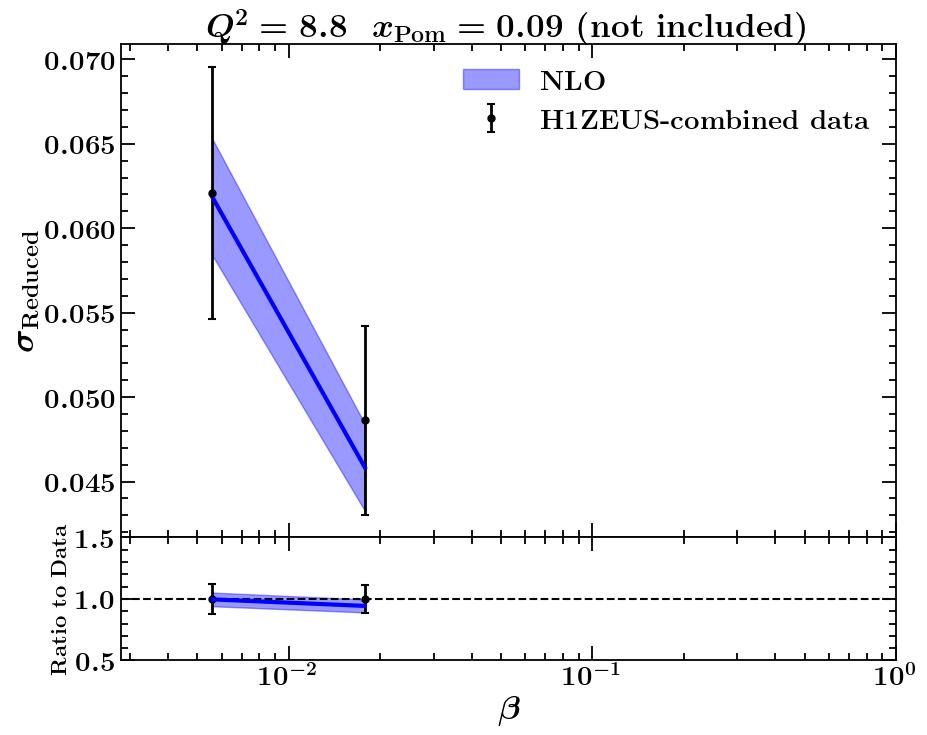 Q² = 8.8 x_Pom = 0.09 (not included)
0.070
0.065
0.060
0.055
0.050
0.045
σ_Reduced
NLO
H1ZEUS-combined data
1.5
1.0
0.5
Ratio to Data
10⁻² 10⁻¹ 10⁰
β